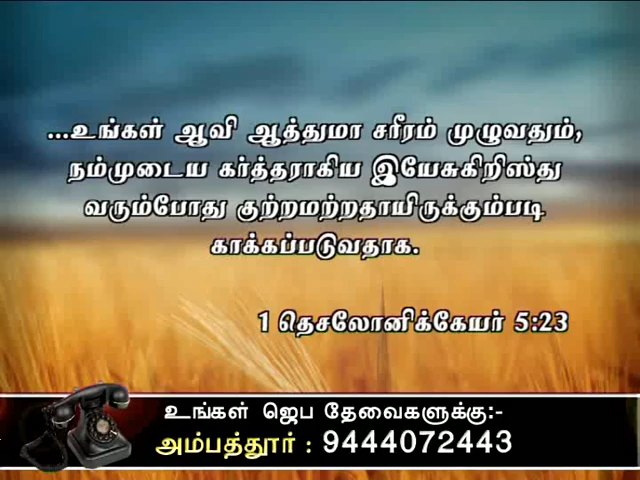 ...உங்கள் ஆவி ஆத்துமா சரீரம் முழுவதும்,
நம்முடைய கர்த்தராகிய இயேசுகிறிஸ்து
வரும்போது குற்றமற்றதாயிருக்கும்படி
காக்கப்படுவதாக.
1 தெசலோனிக்கேயர் 5:23
உங்கள் ஜெப தேவைகளுக்கு:-
அம்பத்தூர் : 9444072443